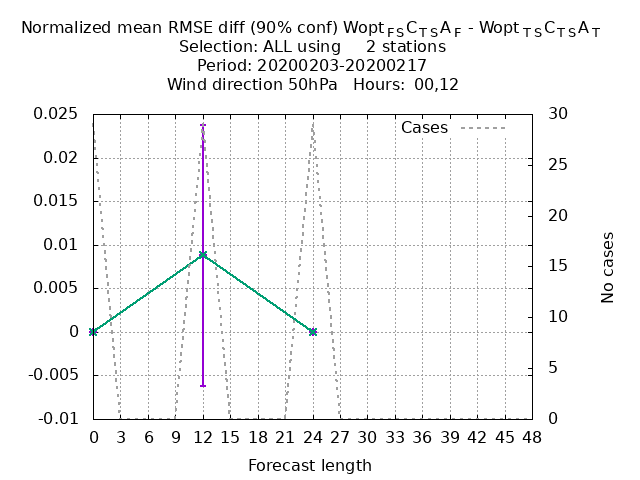 Normalized mean RMSE diff (90% conf) Wopt FS C TS A F - Wopt TS C TS A T
Selection: ALL using     2 stations
Period: 20200203-20200217
Wind direction 50hPa   Hours: 00,12
Cases
0.025
0.02
0.015
0.01
0.005
0
-0.005
-0.01
30
25
20
15
10
5
0
No cases
0 3 6 9 12 15 18 21 24 27 30 33 36 39 42 45 48
Forecast length